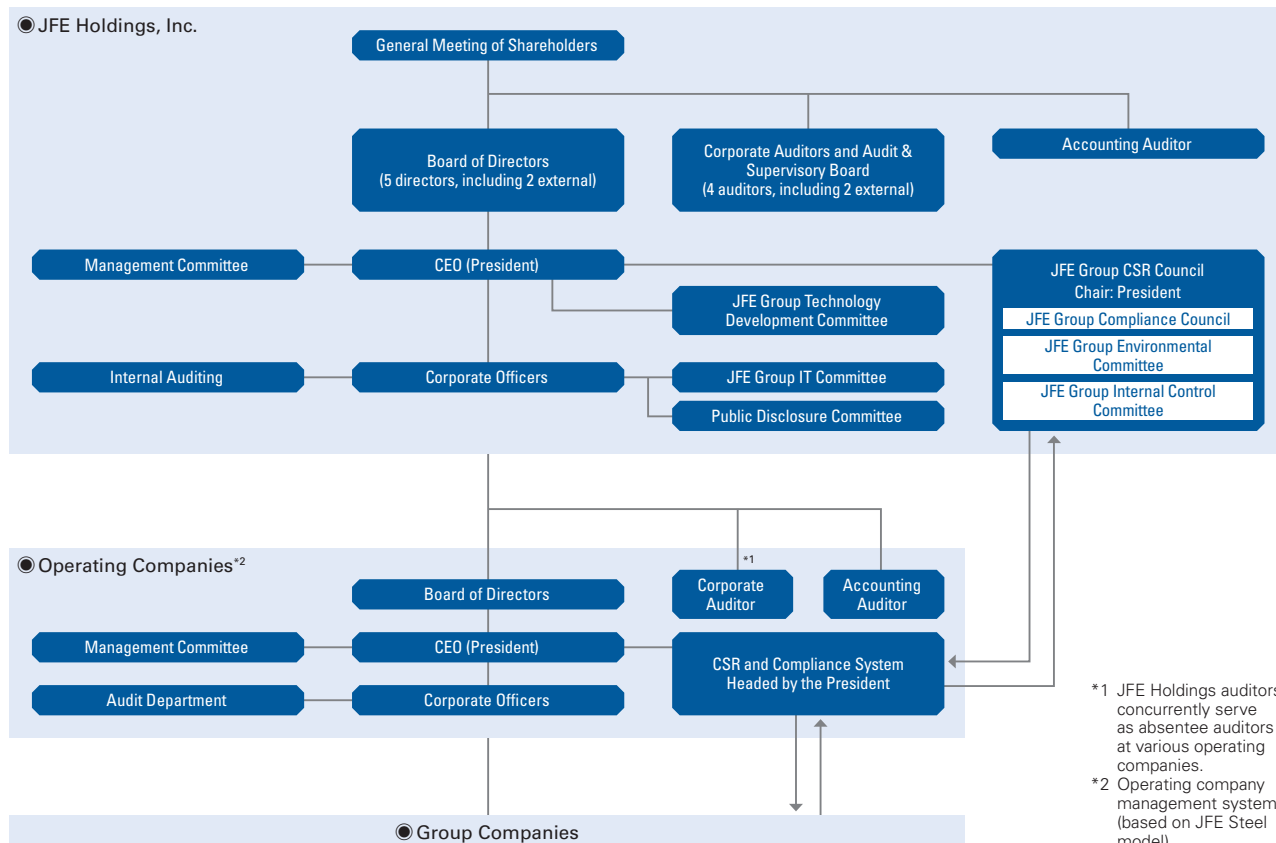 ◉ JFE Holdings, Inc.
General Meeting of Shareholders
Board of Directors
(5 directors, including 2 external)
Corporate Auditors and Audit &
Supervisory Board
(4 auditors, including 2 external)
Accounting Auditor
Management Committee
CEO (President)
JFE Group CSR Council
Chair: President
JFE Group Compliance Council
JFE Group Environmental
Committee
JFE Group Internal Control
Committee
JFE Group Technology
Development Committee
Internal Auditing
Corporate Officers
JFE Group IT Committee
Public Disclosure Committee
◉ Operating Companies*2
*1
Board of Directors
Corporate
Auditor
Accounting
Auditor
Management Committee
CEO (President)
CSR and Compliance System
Headed by the President
Audit Department
Corporate Officers
*1 JFE Holdings auditors
concurrently serve
as absentee auditors
at various operating
companies.
*2 Operating company
management system
(based on JFE Steel
model)
◉ Group Companies